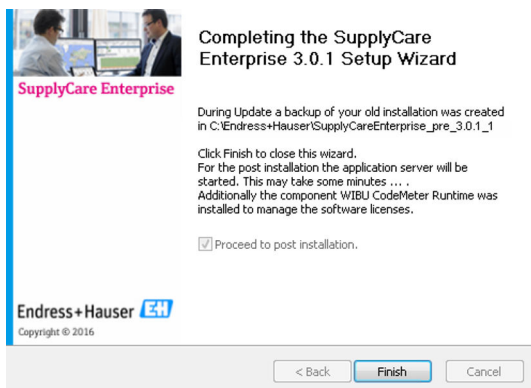 Completing the SupplyCare
Enterprise 3.0.1 Setup Wizard
SupplyCare Enterprise
During Update a backup of your old installation was created
in C:\Endress+Hauser\SupplyCareEnterprise_pre_3.0.1_1
Click Finish to close this wizard.
For the post installation the application server will be
started. This may take some minutes ... .
Additionally the component WIBU CodeMeter Runtime was
installed to manage the software licenses.
Proceed to post installation.
Endress+Hauser EH
Copyright © 2016
< Back
Finish
Cancel